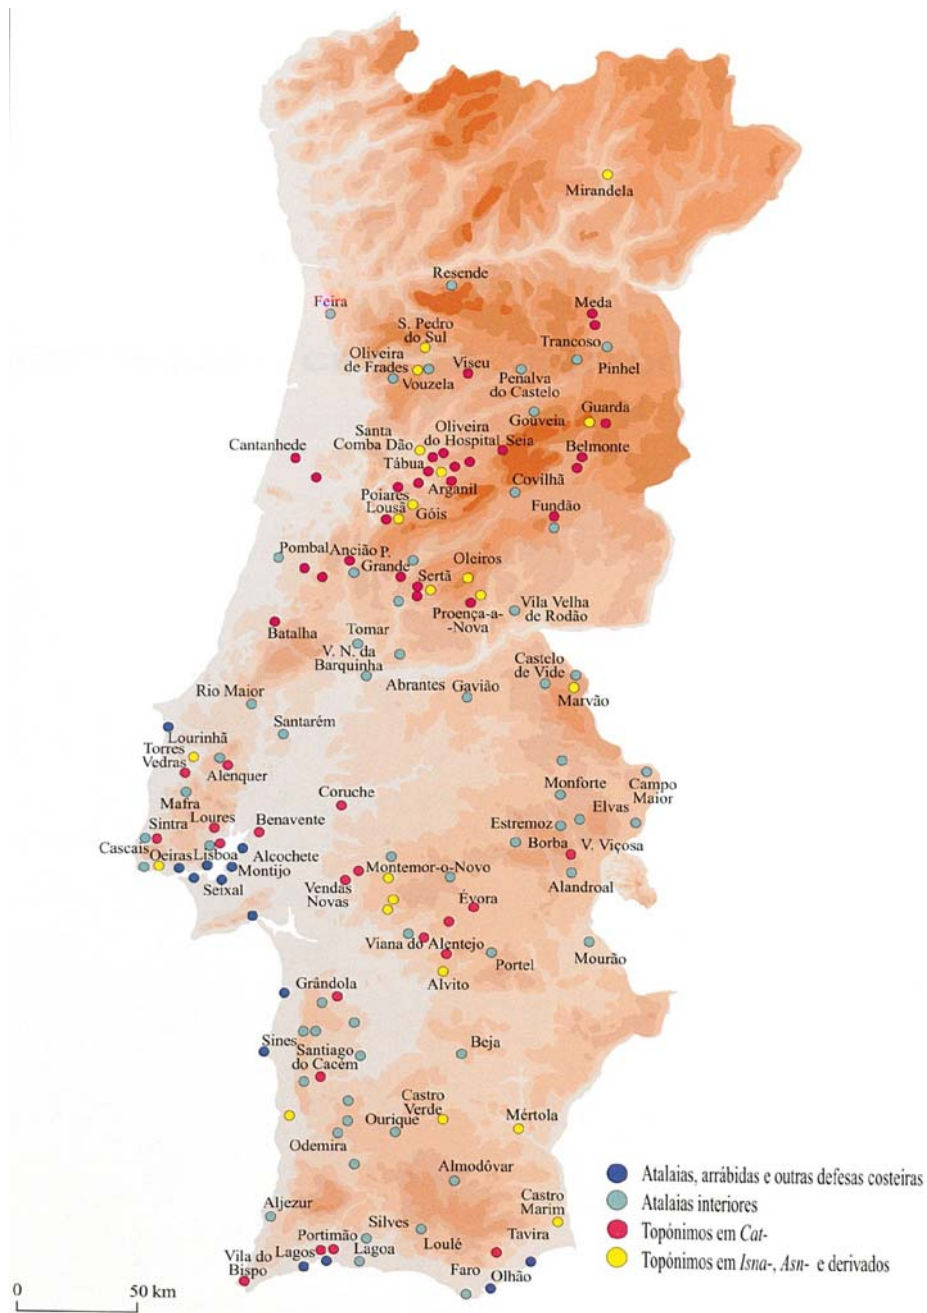 Mirandela
Resende
Feira
Meda
S. Pedro
do Sul
Trancoso
Oliveira
de Frades
Viseu
Pinhel
Vouzela
Penalva
do Castelo
Guarda
Gouveia
Santa
Comba Dão
Oliveira
do Hospital
Seia
Cantanhede
Belmonte
Tábua
Covilhã
Arganil
Poiares
Lousã
Góis
Fundão
Pombal
Ancião
P.
Grande
Oleiros
Sertã
Vila Velha
de Rodão
Proença-a-
-Nova
Batalha
Tomar
V. N. da
Barquinha
Castelo
de Vide
Abrantes
Gavião
Marvão
Rio Maior
Santarém
Lourinhã
Torres
Vedras
Alenquer
Monforte
Campo
Maior
Coruche
Mafra
Elvas
Loures
Benavente
Estremoz
Sintra
Borba
V. Viçosa
Cascais
Oeiras
Lisboa
Alcochete
Montijo
Montemor-o-Novo
Alandroal
Seixal
Vendas
Novas
Évora
Viana do Alentejo
Mourão
Portel
Alvito
Grândola
Sines
Santiago
do Cacém
Beja
Castro
Verde
Ourique
Mértola
Odemira
Almodôvar
Castro
Marim
Aljezur
Silves
Portimão
Tavira
Loulé
Lagos
Lagoa
Vila do
Bispo
Faro
Olhão
Atalaias, arrábidas e outras defesas costeiras
Atalaias interiores
Topónimos em Cat-
Topónimos em Isna-, Asn- e derivados
0
50 km